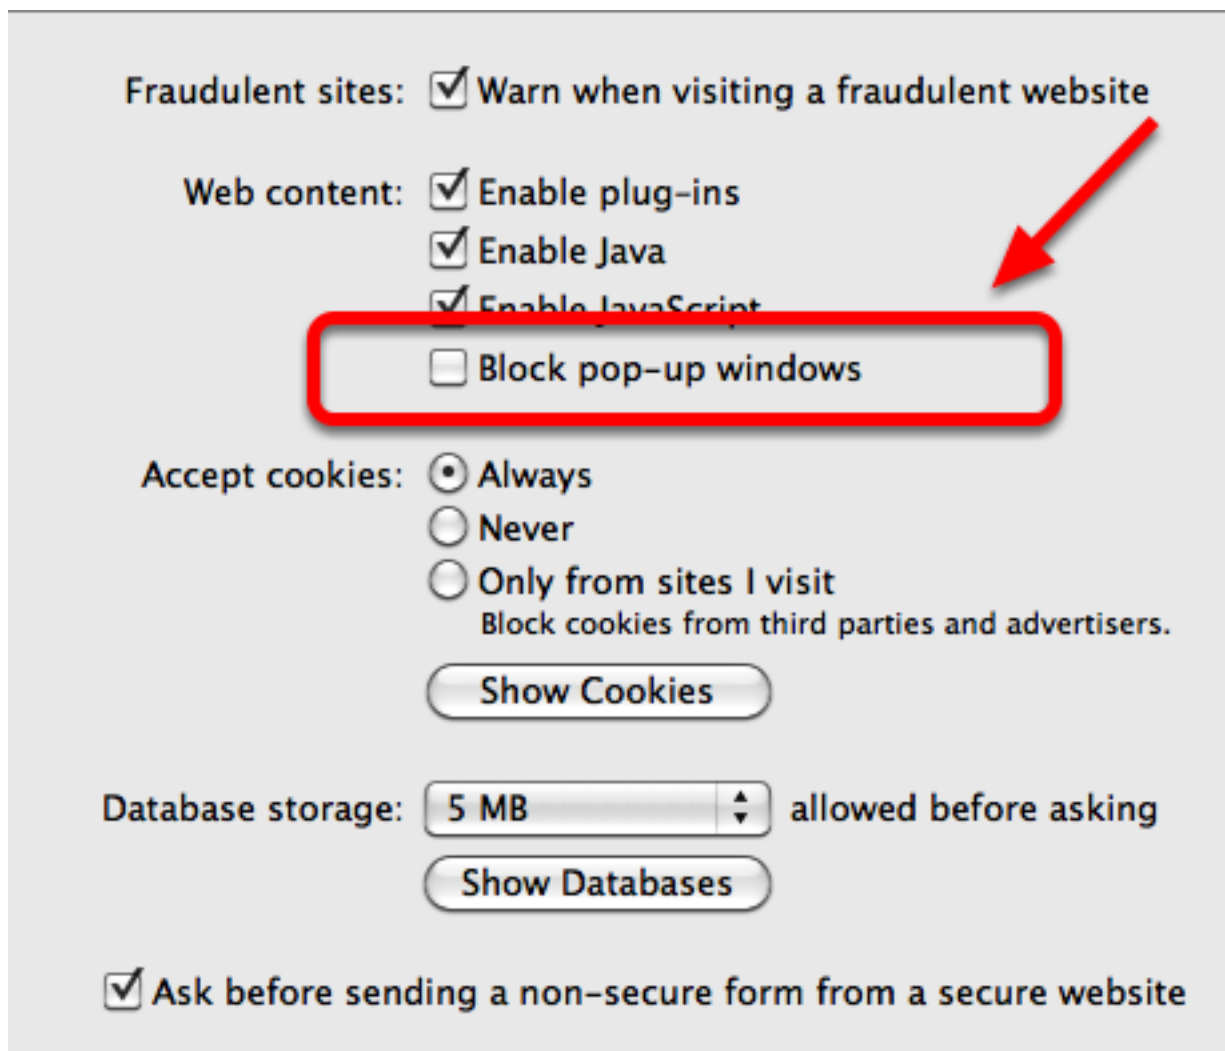 Fraudulent sites: Warn when visiting a fraudulent website
Web content: Enable plug-ins
Enable Java
Enable JavaScript
Block pop-up windows
Accept cookies: Always
Never
Only from sites I visit
Block cookies from third parties and advertisers.
Show Cookies
Database storage: 5 MB allowed before asking
Show Databases
Ask before sending a non-secure form from a secure website